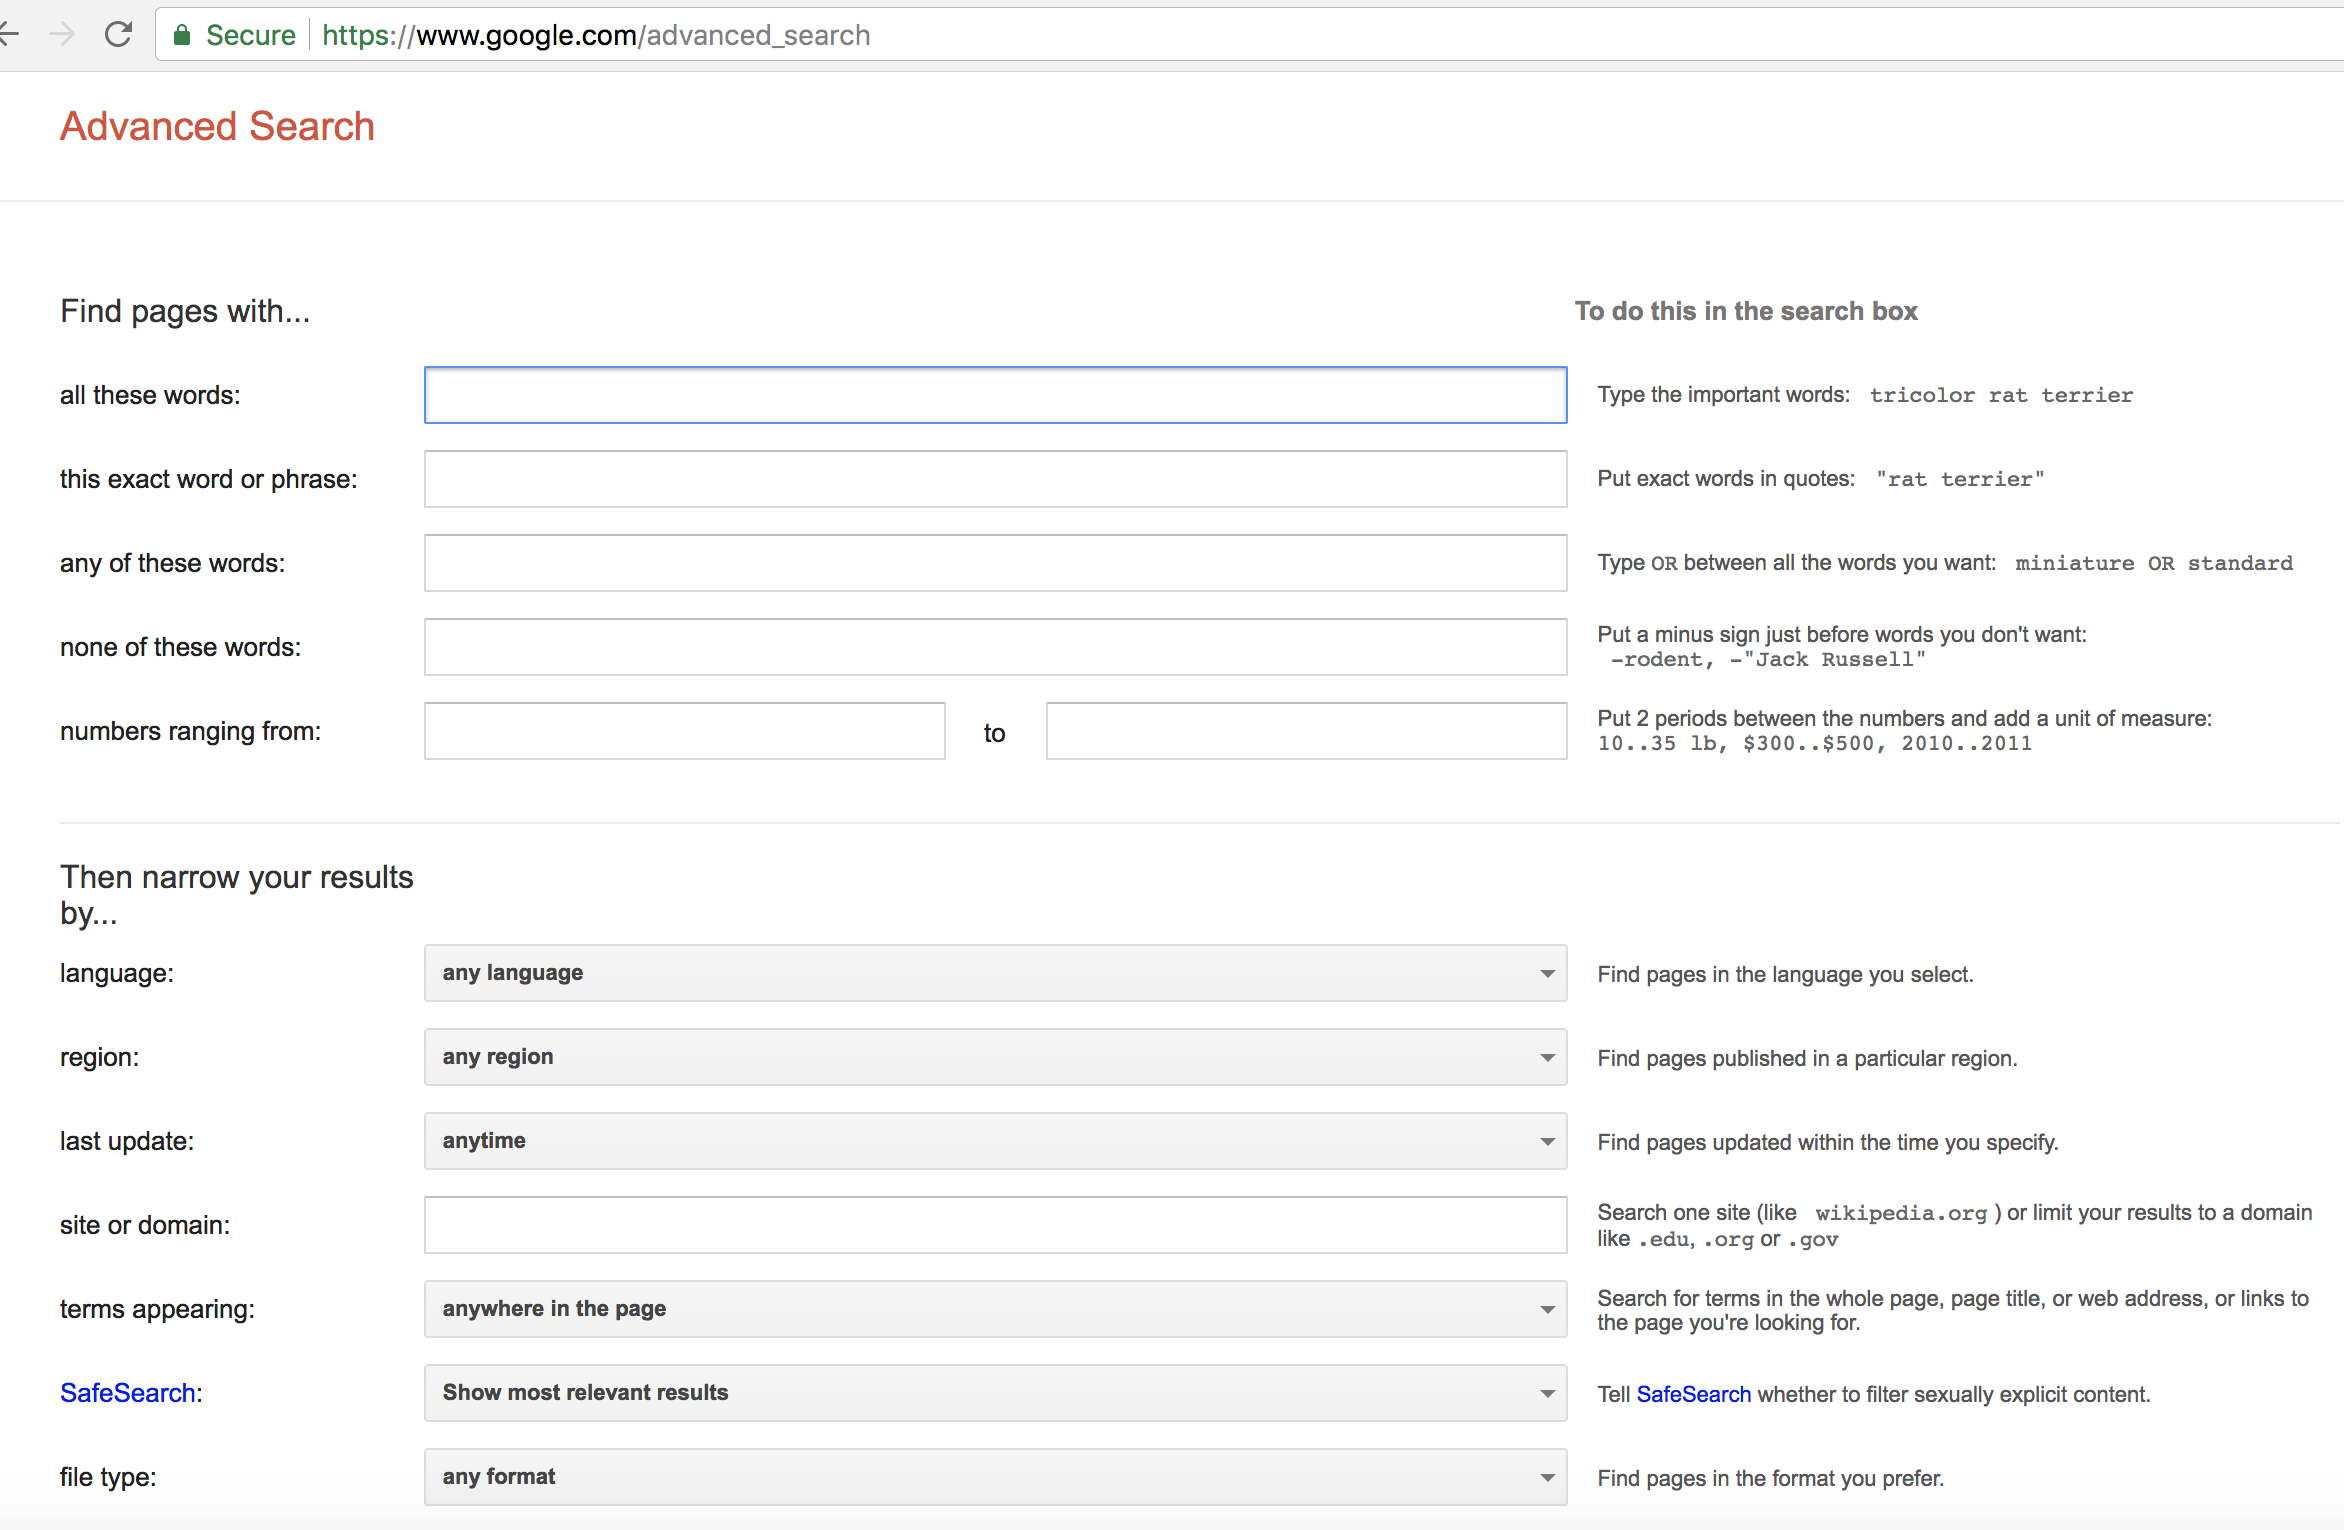 Secure https://www.google.com/advanced_search
Advanced Search
Find pages with... To do this in the search box
all these words: Type the important words: tricolor rat terrier
this exact word or phrase: Put exact words in quotes: "rat terrier"
any of these words: Type OR between all the words you want: miniature OR standard
none of these words: Put a minus sign just before words you don't want:
-rodent, -"Jack Russell"
numbers ranging from: to Put 2 periods between the numbers and add a unit of measure:
10..35 lb, $300..$500, 2010..2011
Then narrow your results
by...
language: any language Find pages in the language you select.
region: any region Find pages published in a particular region.
last update: anytime Find pages updated within the time you specify.
site or domain: Search one site (like wikipedia.org ) or limit your results to a domain
like .edu, .org or .gov
terms appearing: anywhere in the page Search for terms in the whole page, page title, or web address, or links to
the page you're looking for.
SafeSearch: Show most relevant results Tell SafeSearch whether to filter sexually explicit content.
file type: any format Find pages in the format you prefer.